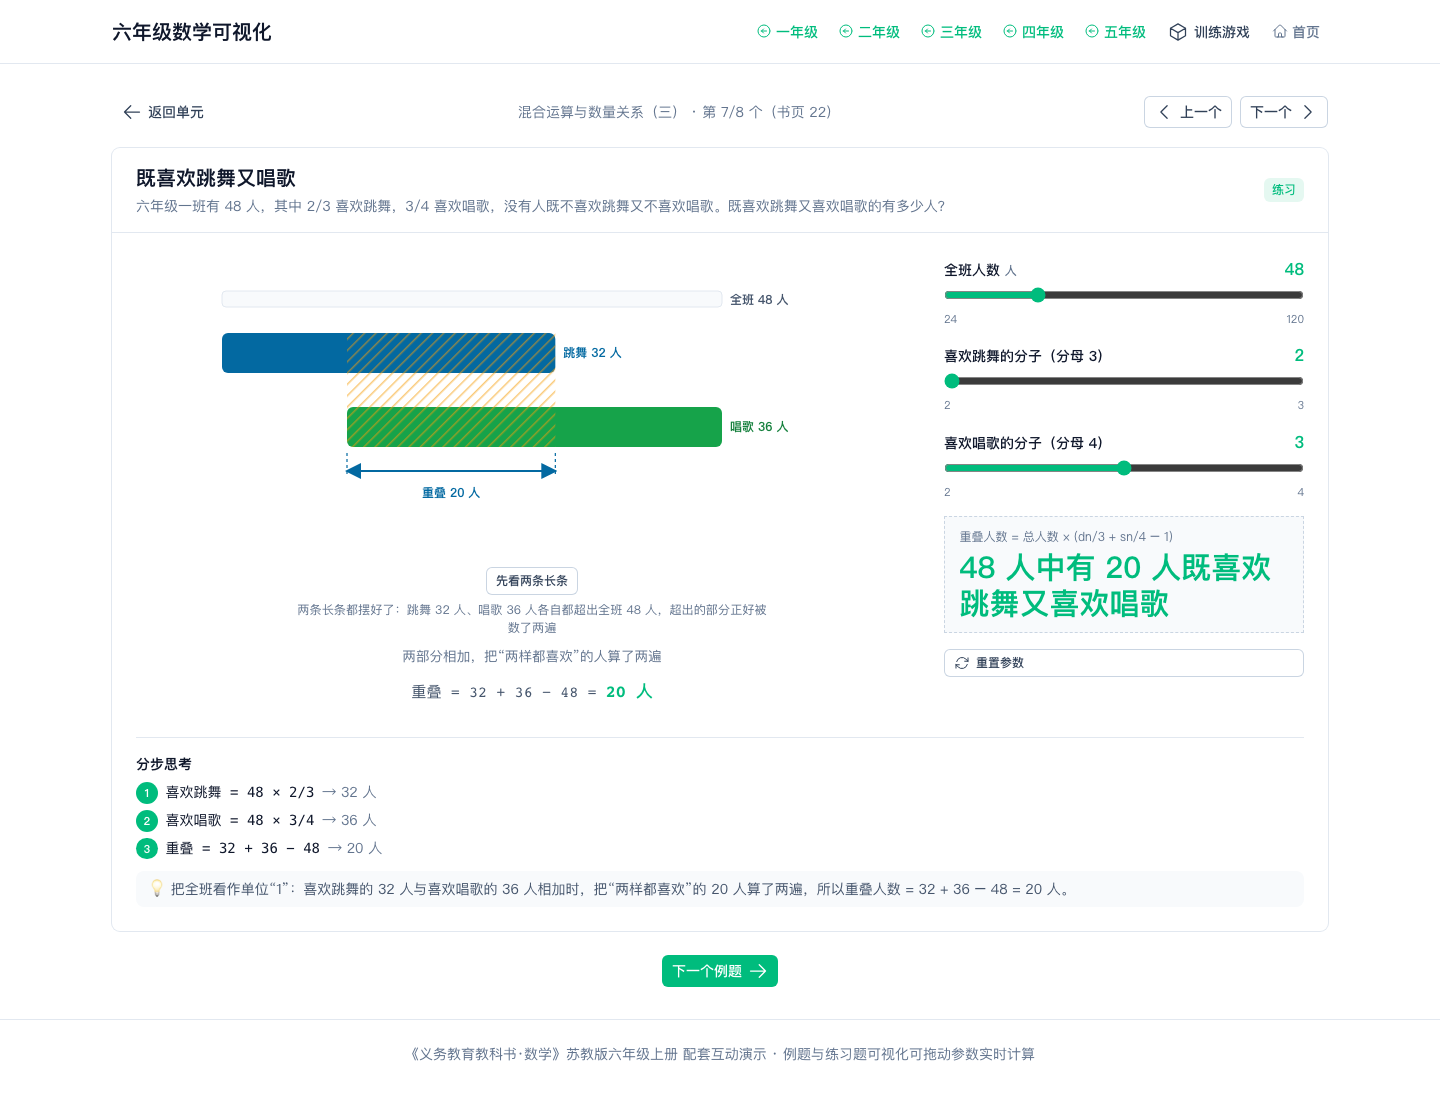 六年级数学可视化
一年级 二年级 三年级 四年级 五年级 训练游戏 首页
返回单元
混合运算与数量关系（三） · 第 7/8 个（书页 22）
上一个 下一个
既喜欢跳舞又唱歌
六年级一班有 48 人，其中 2/3 喜欢跳舞，3/4 喜欢唱歌，没有人既不喜欢跳舞又不喜欢唱歌。既喜欢跳舞又喜欢唱歌的有多少人？
练习
全班 48 人
跳舞 32 人
唱歌 36 人
重叠 20 人
先看两条长条
两条长条都摆好了：跳舞 32 人、唱歌 36 人各自都超出全班 48 人，超出的部分正好被
数了两遍
两部分相加，把“两样都喜欢”的人算了两遍
重叠 = 32 + 36 − 48 = 20 人
全班人数 人 48
24 120
喜欢跳舞的分子（分母 3） 2
2 3
喜欢唱歌的分子（分母 4） 3
2 4
重叠人数 = 总人数 × (dn/3 + sn/4 − 1)
48 人中有 20 人既喜欢
跳舞又喜欢唱歌
重置参数
分步思考
1 喜欢跳舞 = 48 × 2/3 → 32 人
2 喜欢唱歌 = 48 × 3/4 → 36 人
3 重叠 = 32 + 36 − 48 → 20 人
💡 把全班看作单位“1”：喜欢跳舞的 32 人与喜欢唱歌的 36 人相加时，把“两样都喜欢”的 20 人算了两遍，所以重叠人数 = 32 + 36 − 48 = 20 人。
下一个例题
《义务教育教科书·数学》苏教版六年级上册 配套互动演示 · 例题与练习题可视化可拖动参数实时计算